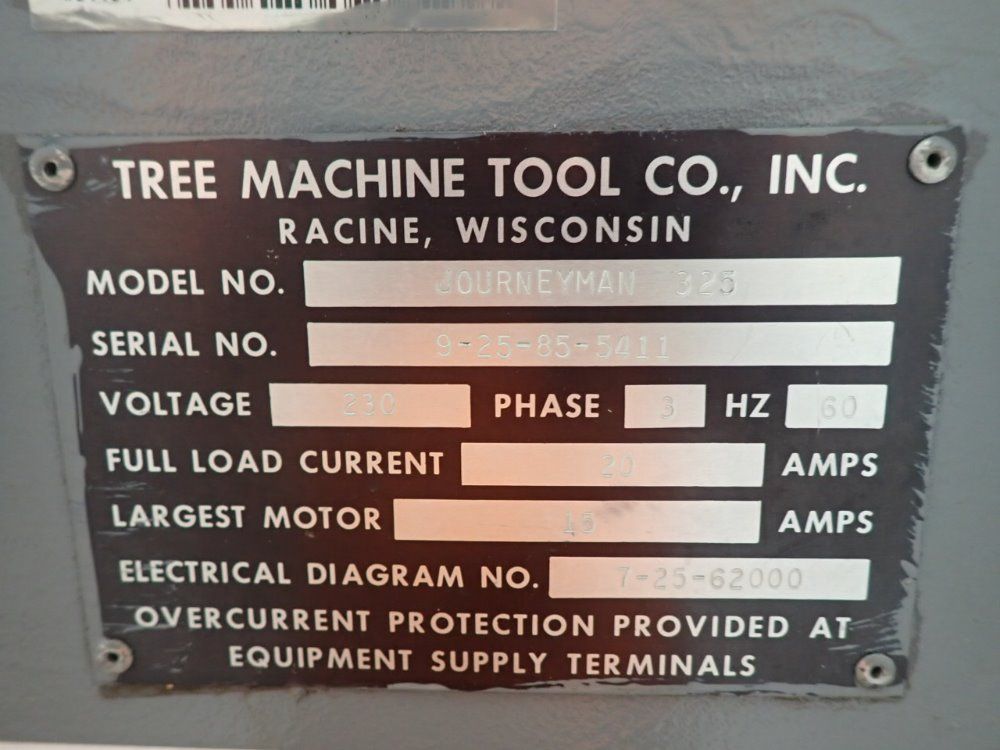 TREE MACHINE TOOL CO., INC.
RACINE, WISCONSIN
MODEL NO. JOURNEYMAN 325
SERIAL NO. 9-25-85-5411
VOLTAGE 230 PHASE 3 HZ 60
FULL LOAD CURRENT 20 AMPS
LARGEST MOTOR 15 AMPS
ELECTRICAL DIAGRAM NO. 7-25-62000
OVERCURRENT PROTECTION PROVIDED AT
EQUIPMENT SUPPLY TERMINALS